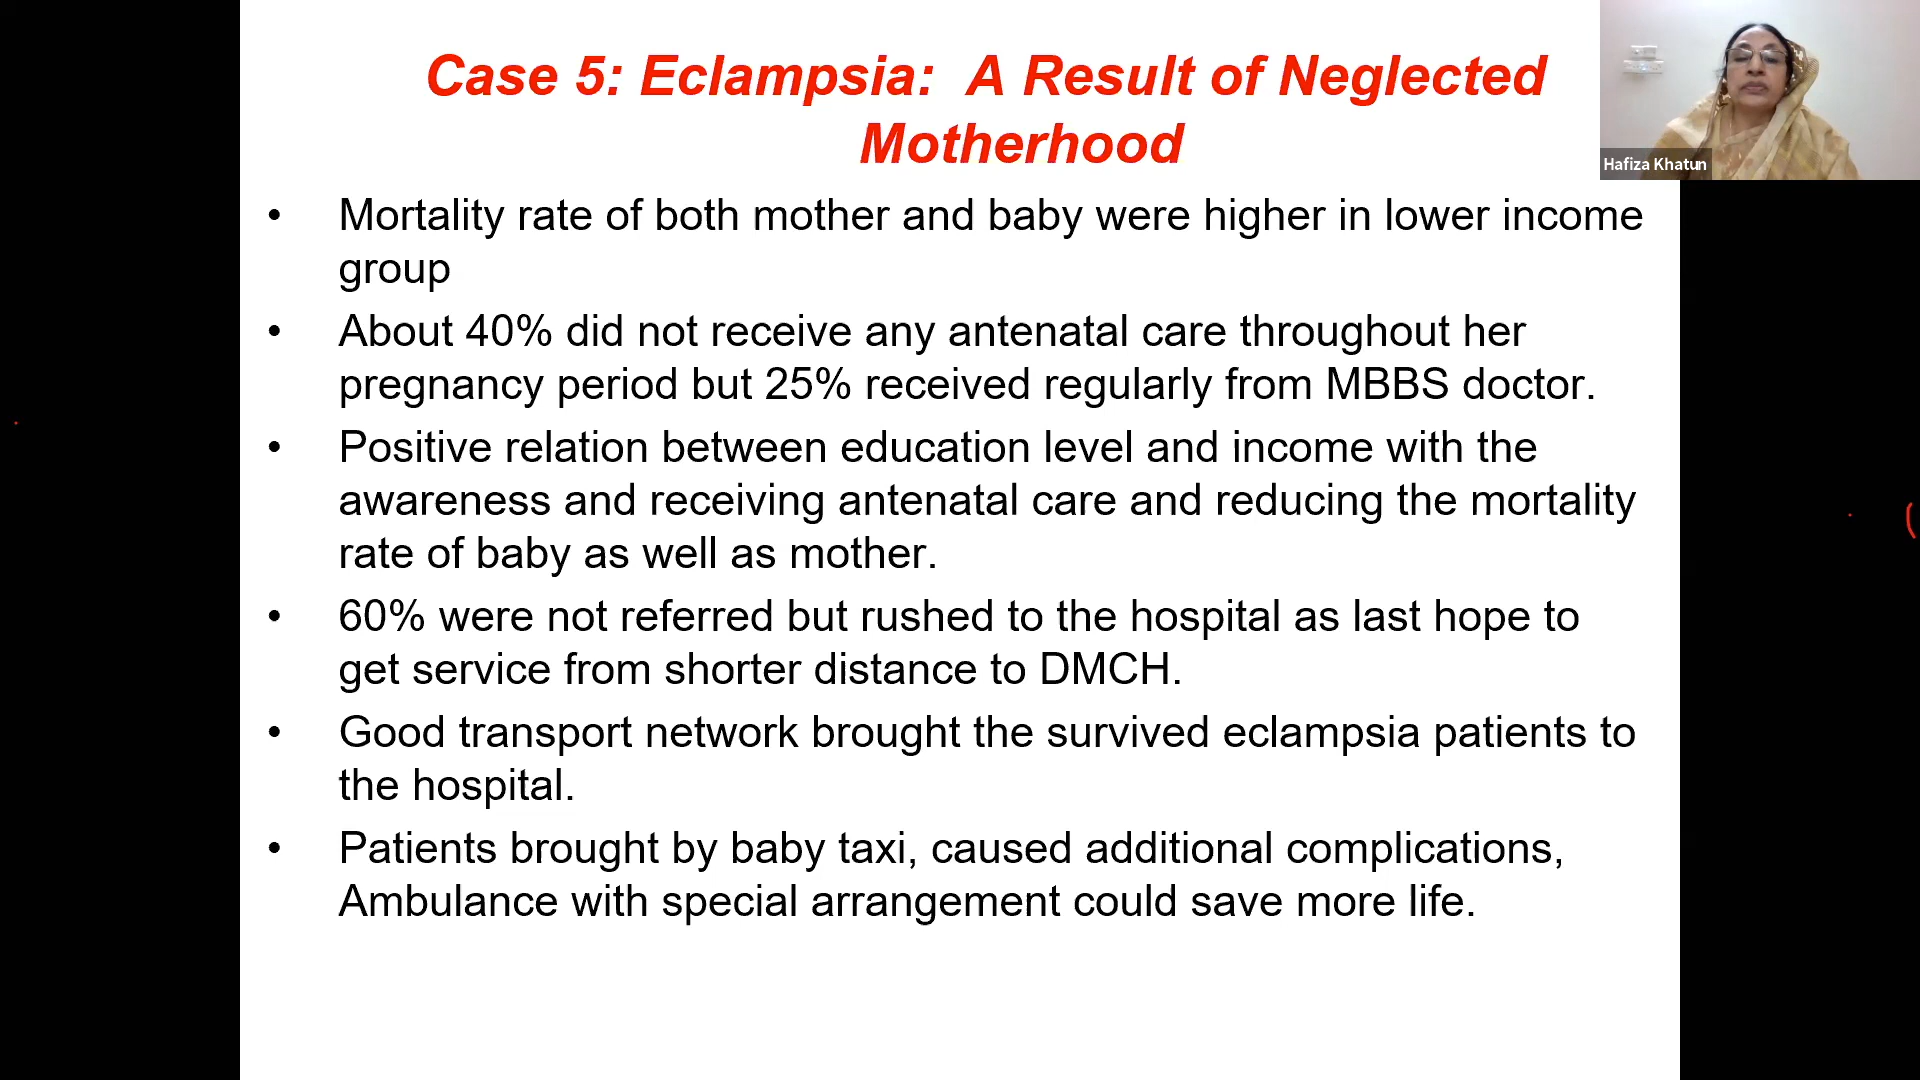 Case 5: Eclampsia: A Result of Neglected
Motherhood
Hafiza Khatun
• Mortality rate of both mother and baby were higher in lower income
group
• About 40% did not receive any antenatal care throughout her
pregnancy period but 25% received regularly from MBBS doctor.
• Positive relation between education level and income with the
awareness and receiving antenatal care and reducing the mortality
rate of baby as well as mother.
• 60% were not referred but rushed to the hospital as last hope to
get service from shorter distance to DMCH.
• Good transport network brought the survived eclampsia patients to
the hospital.
• Patients brought by baby taxi, caused additional complications,
Ambulance with special arrangement could save more life.